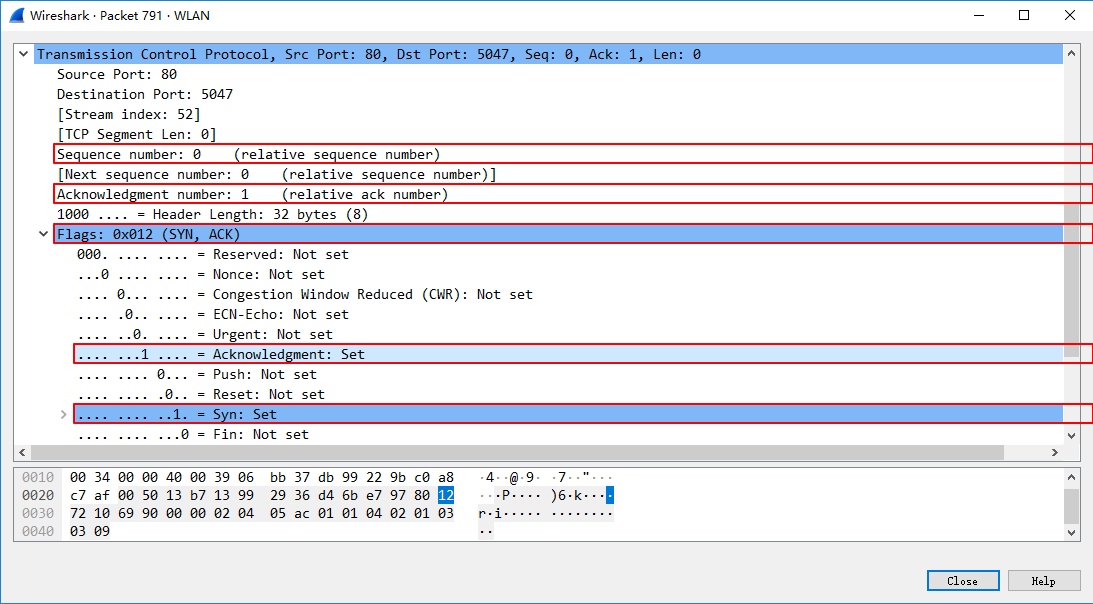 Wireshark · Packet 791 · WLAN
Transmission Control Protocol, Src Port: 80, Dst Port: 5047, Seq: 0, Ack: 1, Len: 0
Source Port: 80
Destination Port: 5047
[Stream index: 52]
[TCP Segment Len: 0]
Sequence number: 0    (relative sequence number)
[Next sequence number: 0    (relative sequence number)]
Acknowledgment number: 1    (relative ack number)
1000 .... = Header Length: 32 bytes (8)
Flags: 0x012 (SYN, ACK)
000. .... .... = Reserved: Not set
...0 .... .... = Nonce: Not set
.... 0... .... = Congestion Window Reduced (CWR): Not set
.... .0.. .... = ECN-Echo: Not set
.... ..0. .... = Urgent: Not set
.... ...1 .... = Acknowledgment: Set
.... .... 0... = Push: Not set
.... .... .0.. = Reset: Not set
.... .... ..1. = Syn: Set
.... .... ...0 = Fin: Not set
0010 00 34 00 00 40 00 39 06 bb 37 db 99 22 9b c0 a8 ·4··@·9· ·7··"···
0020 c7 af 00 50 13 b7 13 99 29 36 d4 6b e7 97 80 12 ···P···· )6·k····
0030 72 10 69 90 00 00 02 04 05 ac 01 01 04 02 01 03 r·i····· ········
0040 03 09 ··
Close Help